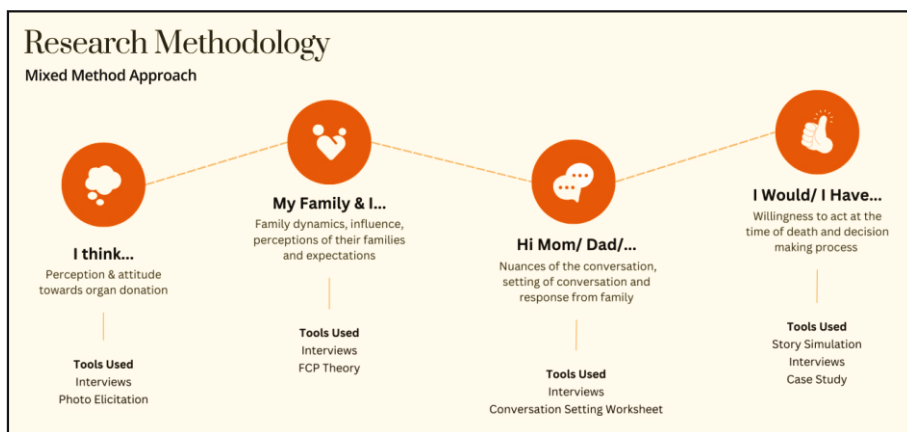 Research Methodology
Mixed Method Approach
I think...
Perception & attitude
towards organ donation
Tools Used
Interviews
Photo Elicitation
My Family & I...
Family dynamics, influence,
perceptions of their families
and expectations
Tools Used
Interviews
FCP Theory
Hi Mom/ Dad/...
Nuances of the conversation,
setting of conversation and
response from family
Tools Used
Interviews
Conversation Setting Worksheet
I Would/ I Have...
Willingness to act at the
time of death and decision
making process
Tools Used
Story Simulation
Interviews
Case Study